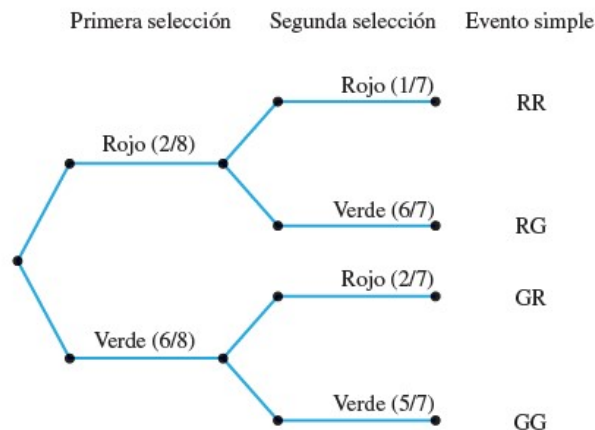 Primera selección Segunda selección Evento simple
Rojo (1/7) RR
Rojo (2/8)
Verde (6/7) RG
Rojo (2/7) GR
Verde (6/8)
Verde (5/7) GG